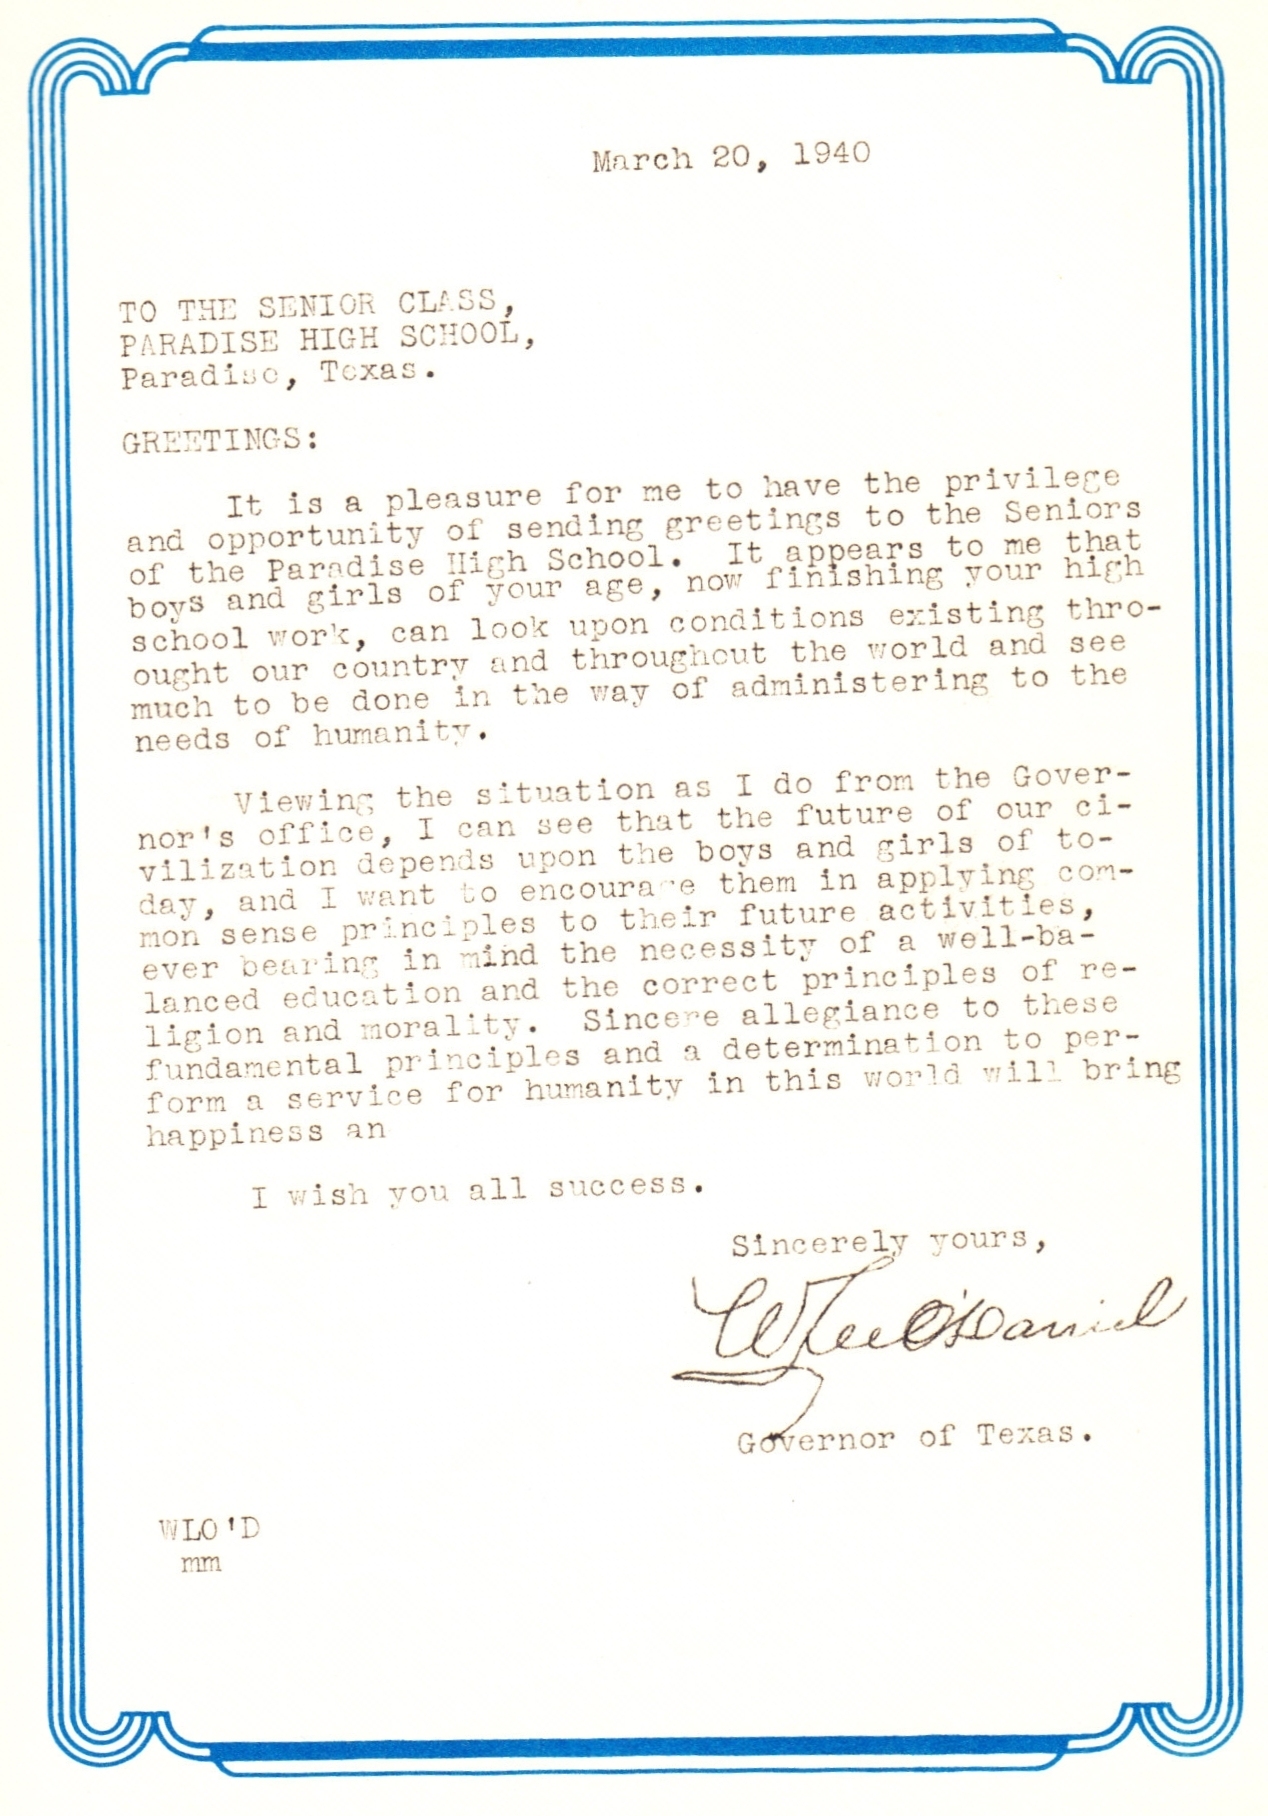 March 20, 1940
TO THE SENIOR CLASS,
PARADISE HIGH SCHOOL,
Paradise, Texas.
GREETINGS:
It is a pleasure for me to have the privilege
and opportunity of sending greetings to the Seniors
of the Paradise High School. It appears to me that
boys and girls of your age, now finishing your high
school work, can look upon conditions existing thro-
ought our country and throughout the world and see
much to be done in the way of administering to the
needs of humanity.
Viewing the situation as I do from the Gover-
nor's office, I can see that the future of our ci-
vilization depends upon the boys and girls of to-
day, and I want to encourage them in applying com-
mon sense principles to their future activities,
ever bearing in mind the necessity of a well-ba-
lanced education and the correct principles of re-
ligion and morality. Sincere allegiance to these
fundamental principles and a determination to per-
form a service for humanity in this world will bring
happiness an
I wish you all success.
Sincerely yours,
W Lee O'Daniel
Governor of Texas.
WLO'D
mm